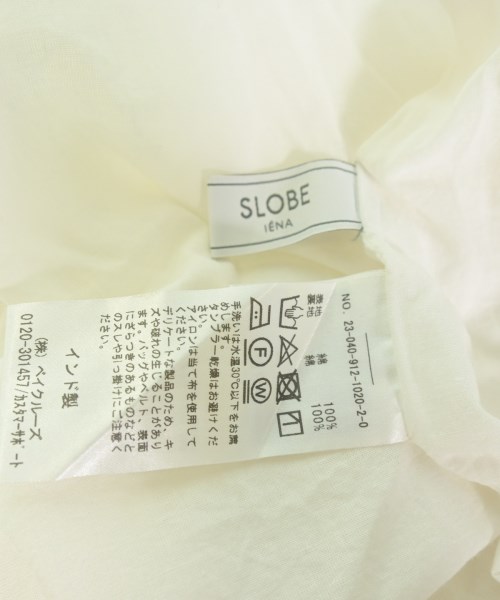 SLOBE
IÉNA
NO. 23-040-912-1020-2-0
表地 綿 100%
裏地 綿 100%
手洗いは水温30℃以下をお薦
めします。
タンブラー乾燥はお避けくだ
さい。
アイロンは当て布を使用して
ください。
デリケートな製品のため、キ
ズや破れの生じることがあり
ます。バッグやベルト・表面
にざらつきのあるものなどと
のスレや引っ掛けにご注意く
ださい。
インド製
(株) ベイクルーズ
0120-301457/カスタマーサポート